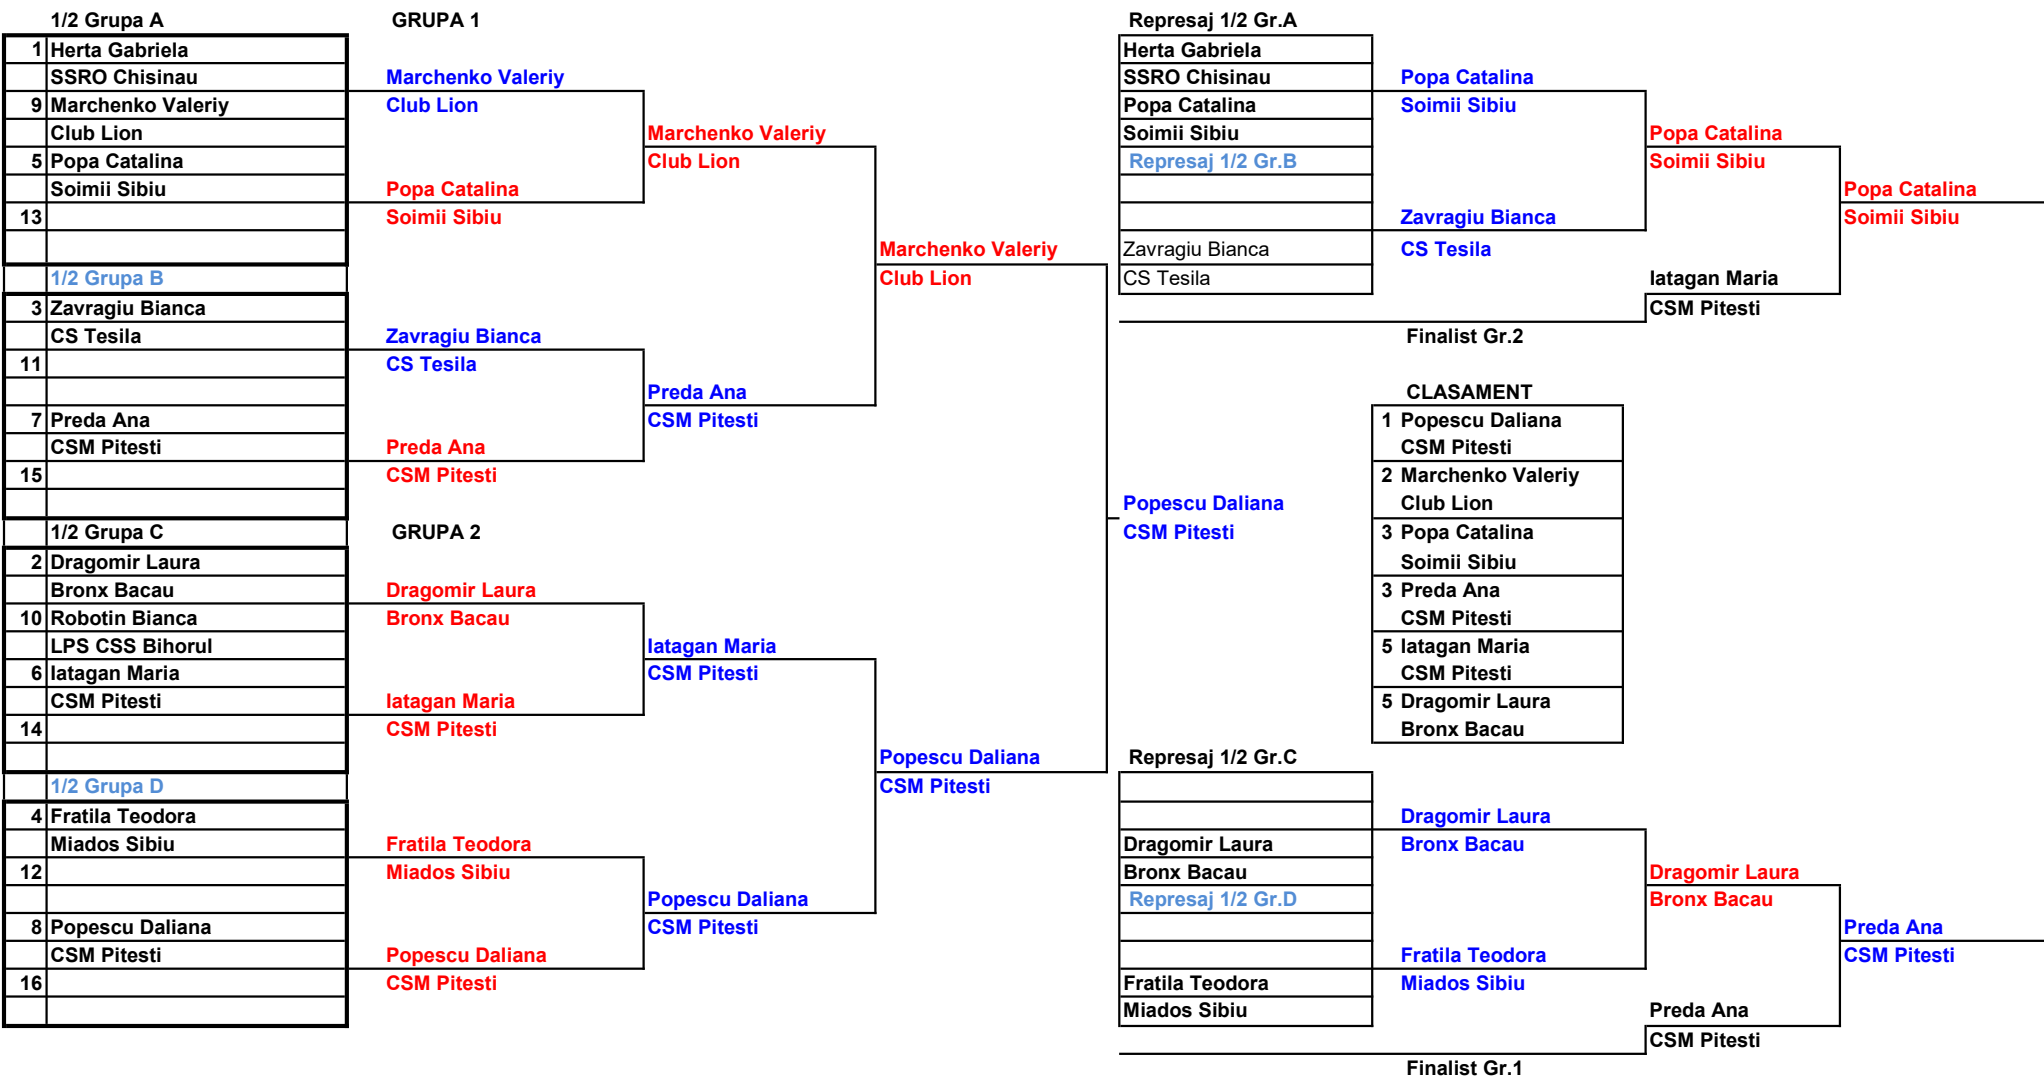 1/2 Grupa A
GRUPA 1
1 Herta Gabriela
SSRO Chisinau
Marchenko Valeriy
9 Marchenko Valeriy
Club Lion
Club Lion
Marchenko Valeriy
5 Popa Catalina
Club Lion
Soimii Sibiu
Popa Catalina
13
Soimii Sibiu
Marchenko Valeriy
1/2 Grupa B
Club Lion
3 Zavragiu Bianca
CS Tesila
Zavragiu Bianca
11
CS Tesila
Preda Ana
7 Preda Ana
CSM Pitesti
CSM Pitesti
Preda Ana
15
CSM Pitesti
Popescu Daliana
1/2 Grupa C
GRUPA 2
CSM Pitesti
2 Dragomir Laura
Bronx Bacau
Dragomir Laura
10 Robotin Bianca
Bronx Bacau
LPS CSS Bihorul
Iatagan Maria
6 Iatagan Maria
CSM Pitesti
CSM Pitesti
Iatagan Maria
14
CSM Pitesti
Popescu Daliana
1/2 Grupa D
CSM Pitesti
4 Fratila Teodora
Miados Sibiu
Fratila Teodora
12
Miados Sibiu
Popescu Daliana
8 Popescu Daliana
CSM Pitesti
CSM Pitesti
Popescu Daliana
16
CSM Pitesti
Represaj 1/2 Gr.A
Herta Gabriela
SSRO Chisinau
Popa Catalina
Popa Catalina
Soimii Sibiu
Soimii Sibiu
Popa Catalina
Represaj 1/2 Gr.B
Soimii Sibiu
Popa Catalina
Zavragiu Bianca
Soimii Sibiu
Zavragiu Bianca
CS Tesila
CS Tesila
Iatagan Maria
CSM Pitesti
Finalist Gr.2
CLASAMENT
1 Popescu Daliana
CSM Pitesti
2 Marchenko Valeriy
Club Lion
3 Popa Catalina
Soimii Sibiu
3 Preda Ana
CSM Pitesti
5 Iatagan Maria
CSM Pitesti
5 Dragomir Laura
Bronx Bacau
Represaj 1/2 Gr.C
Dragomir Laura
Dragomir Laura
Bronx Bacau
Bronx Bacau
Dragomir Laura
Represaj 1/2 Gr.D
Bronx Bacau
Preda Ana
Fratila Teodora
CSM Pitesti
Fratila Teodora
Miados Sibiu
Miados Sibiu
Preda Ana
CSM Pitesti
Finalist Gr.1